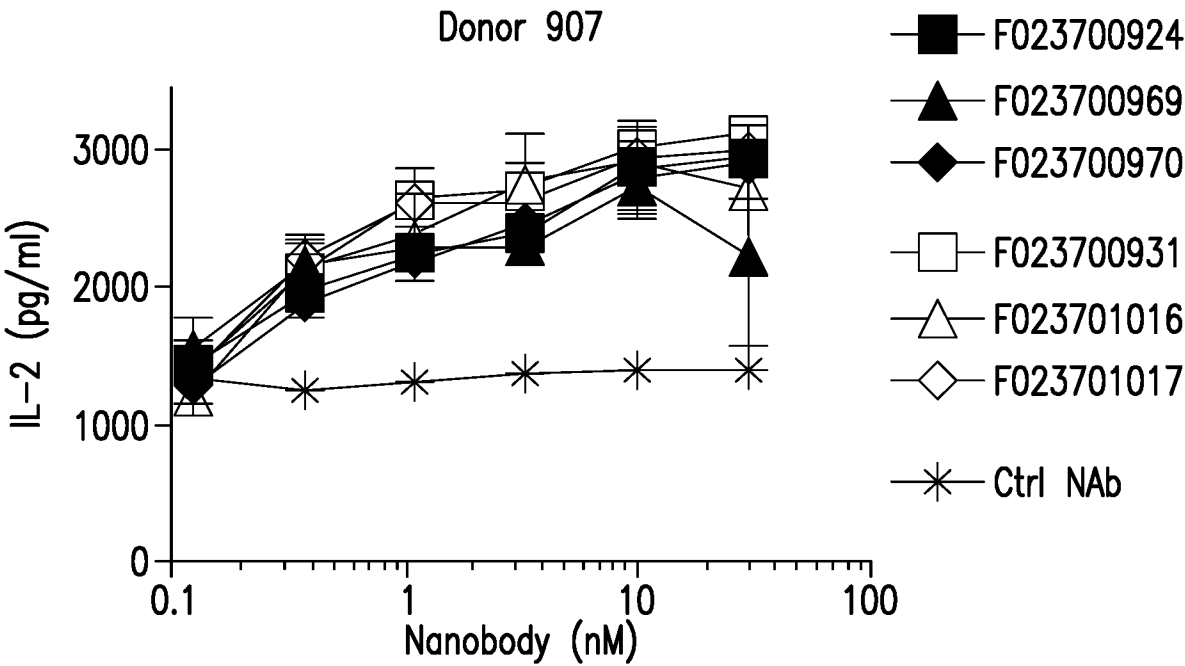 Donor 907
IL-2 (pg/ml)
3000
2000
1000
0
0.1
1
10
100
Nanobody (nM)
F023700924
F023700969
F023700970
F023700931
F023701016
F023701017
Ctrl NAb